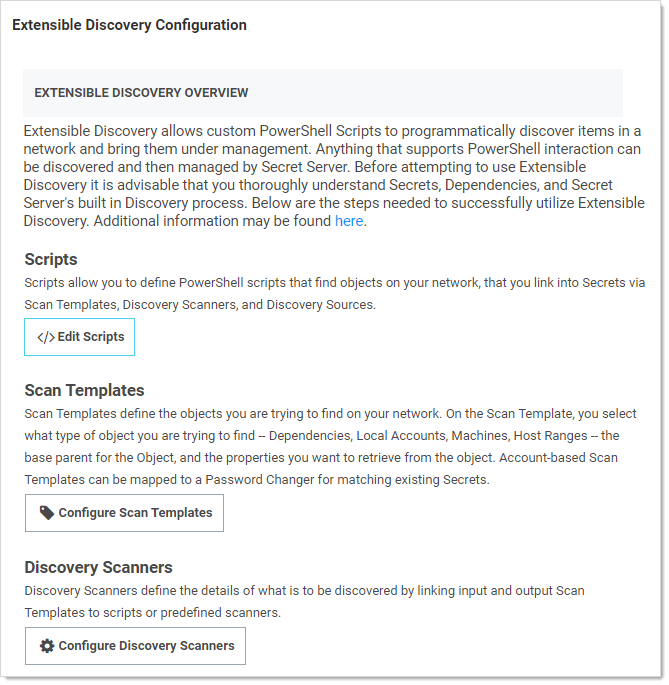 Extensible Discovery Configuration
EXTENSIBLE DISCOVERY OVERVIEW
Extensible Discovery allows custom PowerShell Scripts to programmatically discover items in a
network and bring them under management. Anything that supports PowerShell interaction can
be discovered and then managed by Secret Server. Before attempting to use Extensible
Discovery it is advisable that you thoroughly understand Secrets, Dependencies, and Secret
Server's built in Discovery process. Below are the steps needed to successfully utilize Extensible
Discovery. Additional information may be found here.
Scripts
Scripts allow you to define PowerShell scripts that find objects on your network, that you link into Secrets via
Scan Templates, Discovery Scanners, and Discovery Sources.
</> Edit Scripts
Scan Templates
Scan Templates define the objects you are trying to find on your network. On the Scan Template, you select
what type of object you are trying to find -- Dependencies, Local Accounts, Machines, Host Ranges -- the
base parent for the Object, and the properties you want to retrieve from the object. Account-based Scan
Templates can be mapped to a Password Changer for matching existing Secrets.
Configure Scan Templates
Discovery Scanners
Discovery Scanners define the details of what is to be discovered by linking input and output Scan
Templates to scripts or predefined scanners.
Configure Discovery Scanners